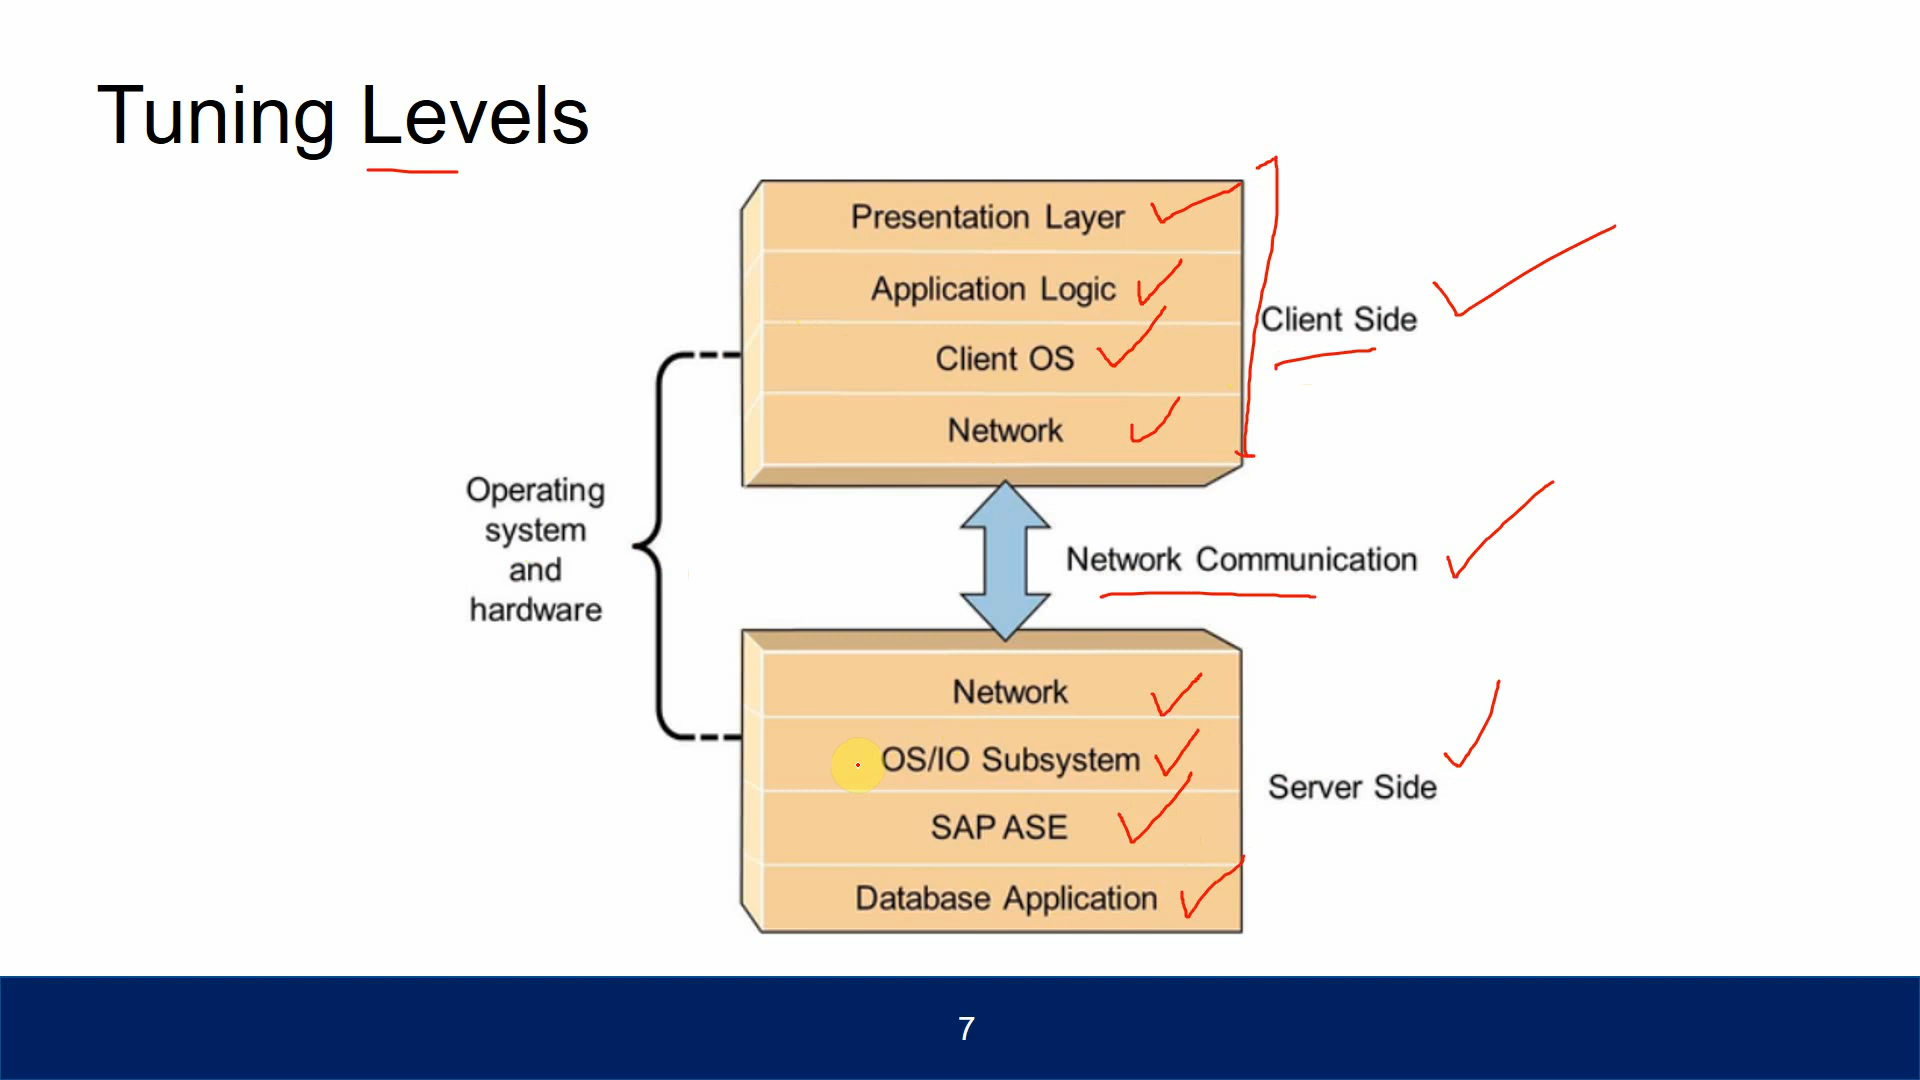 Tuning Levels
Presentation Layer
Application Logic
Client OS
Network
Client Side
Operating
system
and
hardware
Network Communication
Network
OS/IO Subsystem
SAP ASE
Database Application
Server Side
7